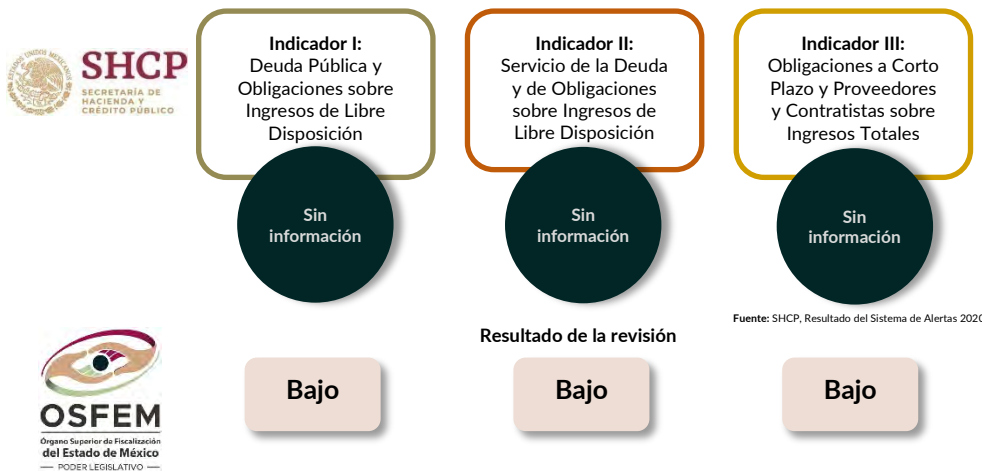 ESTADOS UNIDOS MEXICANOS
SHCP
SECRETARÍA DE
HACIENDA Y
CRÉDITO PÚBLICO
Indicador I:
Deuda Pública y
Obligaciones sobre
Ingresos de Libre
Disposición
Sin
información
Indicador II:
Servicio de la Deuda
y de Obligaciones
sobre Ingresos de
Libre Disposición
Sin
información
Indicador III:
Obligaciones a Corto
Plazo y Proveedores
y Contratistas sobre
Ingresos Totales
Sin
información
Fuente: SHCP, Resultado del Sistema de Alertas 2020
Resultado de la revisión
OSFEM
Órgano Superior de Fiscalización
del Estado de México
— PODER LEGISLATIVO —
Bajo
Bajo
Bajo